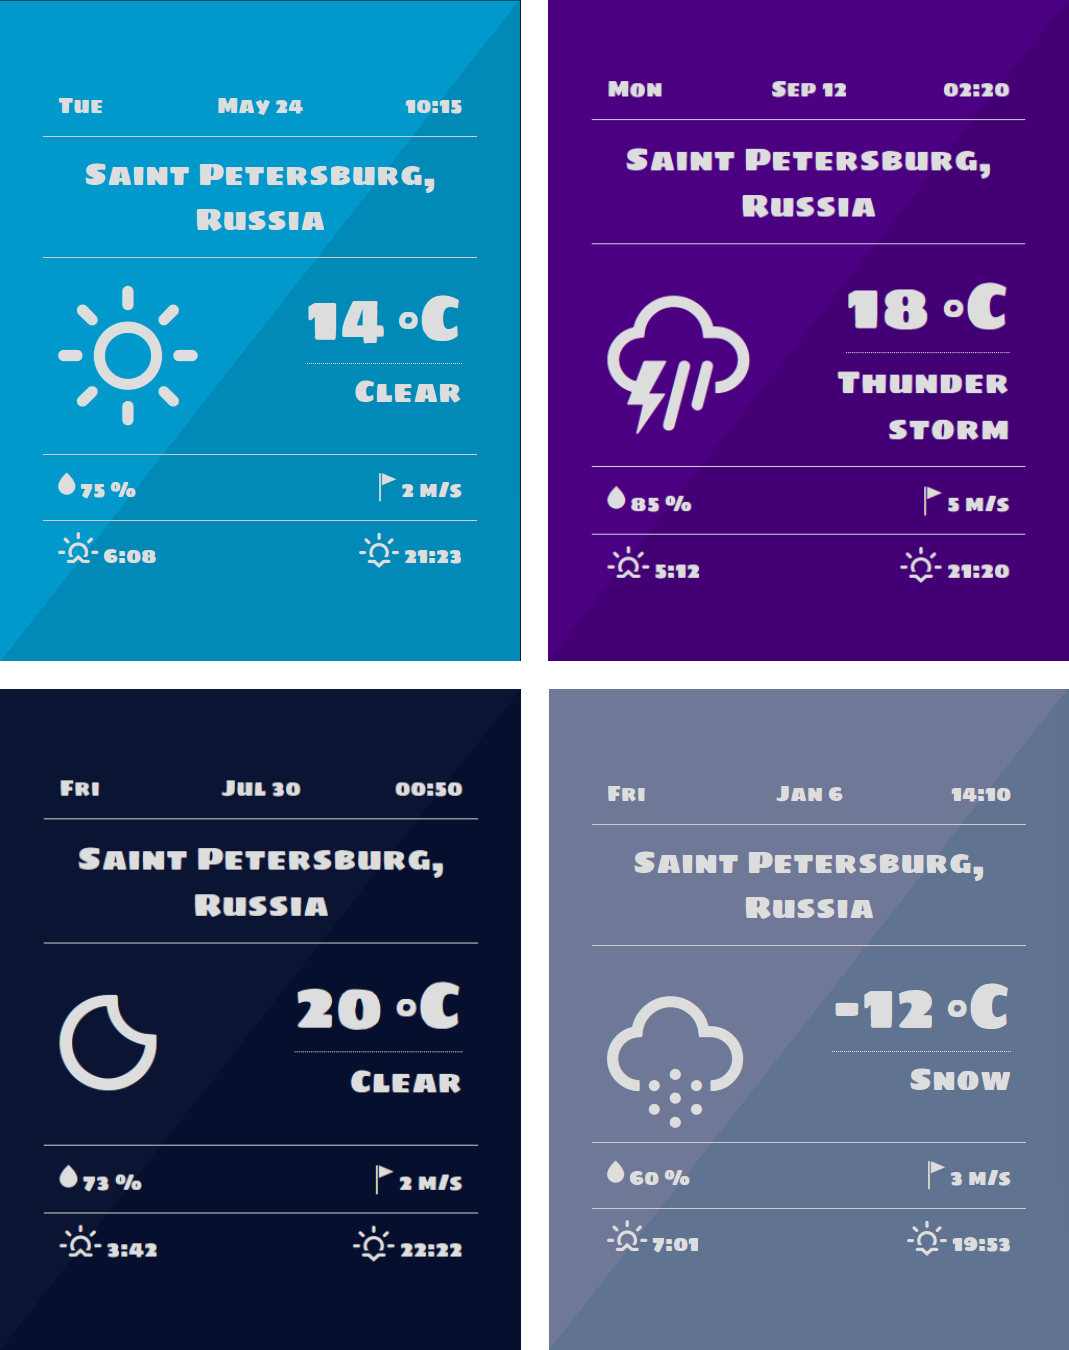 Tue May 24 10:15
Saint Petersburg,
Russia
14 °C
Clear
75 % 2 m/s
6:08 21:23
Mon Sep 12 02:20
Saint Petersburg,
Russia
18 °C
Thunder
storm
85 % 5 m/s
5:12 21:20
Fri Jul 30 00:50
Saint Petersburg,
Russia
20 °C
Clear
73 % 2 m/s
3:42 22:22
Fri Jan 6 14:10
Saint Petersburg,
Russia
-12 °C
Snow
60 % 3 m/s
7:01 19:53